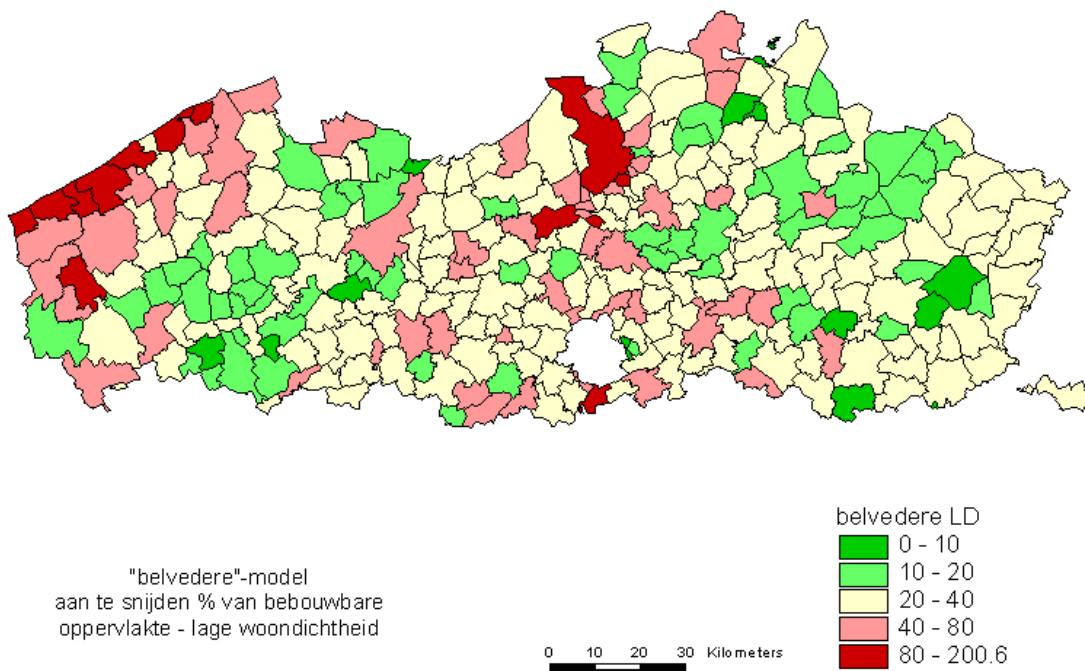 belvedere LD
0 - 10
10 - 20
20 - 40
40 - 80
80 - 200.6
"belvedere"-model
aan te snijden % van bebouwbare
oppervlakte - lage woondichtheid
0 10 20 30 Kilometers